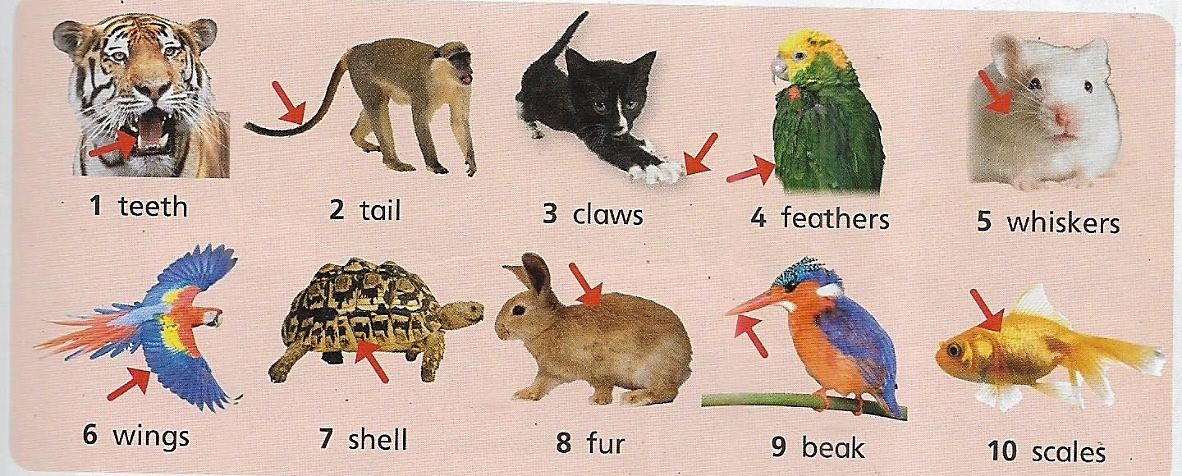 1 teeth
2 tail
3 claws
4 feathers
5 whiskers
6 wings
7 shell
8 fur
9 beak
10 scales